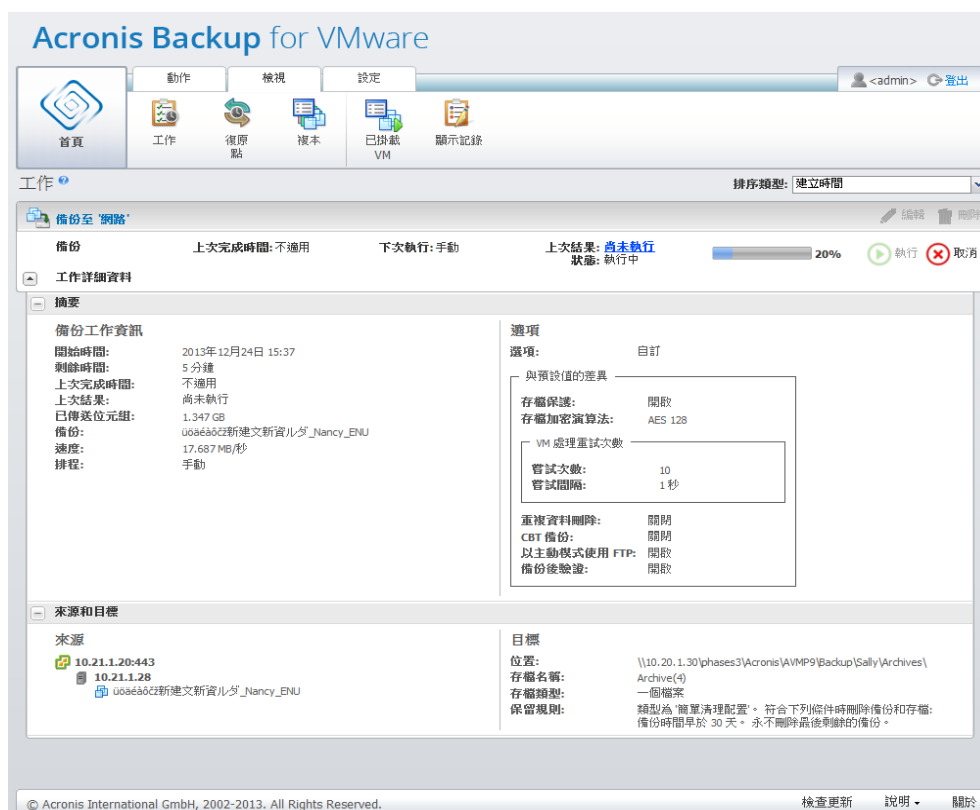 Acronis Backup for VMware
動作 檢視 設定 <admin> 登出
首頁 工作 復原點 複本 已掛載 VM 顯示記錄
工作 排序類型: 建立時間
備份至 '網路' 編輯 刪除
備份 上次完成時間: 不適用 下次執行: 手動 上次結果: 尚未執行 20% 執行 取消
狀態: 執行中
工作詳細資料
摘要
備份工作資訊
開始時間: 2013年12月24日 15:37
剩餘時間: 5 分鐘
上次完成時間: 不適用
上次結果: 尚未執行
已傳送位元組: 1.347 GB
備份: üöäéàôčž新建文新資ルダ_Nancy_ENU
速度: 17.687 MB/秒
排程: 手動
選項
選項: 自訂
與預設值的差異
存檔保護: 開啟
存檔加密演算法: AES 128
VM 處理重試次數
嘗試次數: 10
嘗試間隔: 1 秒
重複資料刪除: 關閉
CBT 備份: 關閉
以主動模式使用 FTP: 開啟
備份後驗證: 開啟
來源和目標
來源
10.21.1.20:443
10.21.1.28
üöäéàôčž新建文新資ルダ_Nancy_ENU
目標
位置: \\10.20.1.30\phases3\Acronis\AVMP9\Backup\Sally\Archives\
存檔名稱: Archive(4)
存檔類型: 一個檔案
保留規則: 類型為 '簡單清理配置'。 符合下列條件時刪除備份和存檔:
備份時間早於 30 天。 永不刪除最後剩餘的備份。
© Acronis International GmbH, 2002-2013. All Rights Reserved. 檢查更新 說明 關於